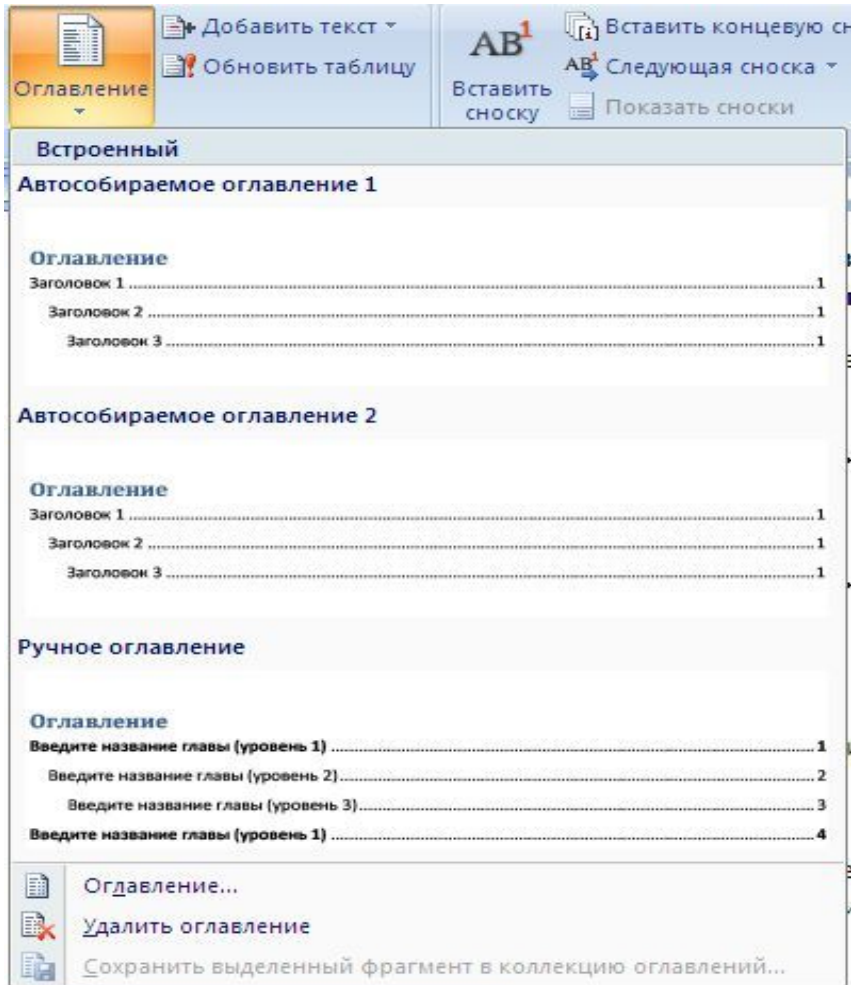 Оглавление
Добавить текст
Обновить таблицу
AB1
Вставить сноску
Вставить концевую
AB1 Следующая сноска
Показать сноски
Встроенный
Автособираемое оглавление 1
Оглавление
Заголовок 1 ... 1
Заголовок 2 ... 1
Заголовок 3 ... 1
Автособираемое оглавление 2
Оглавление
Заголовок 1 ... 1
Заголовок 2 ... 1
Заголовок 3 ... 1
Ручное оглавление
Оглавление
Введите название главы (уровень 1) ... 1
Введите название главы (уровень 2) ... 2
Введите название главы (уровень 3) ... 3
Введите название главы (уровень 1) ... 4
Оглавление...
Удалить оглавление
Сохранить выделенный фрагмент в коллекцию оглавлений...